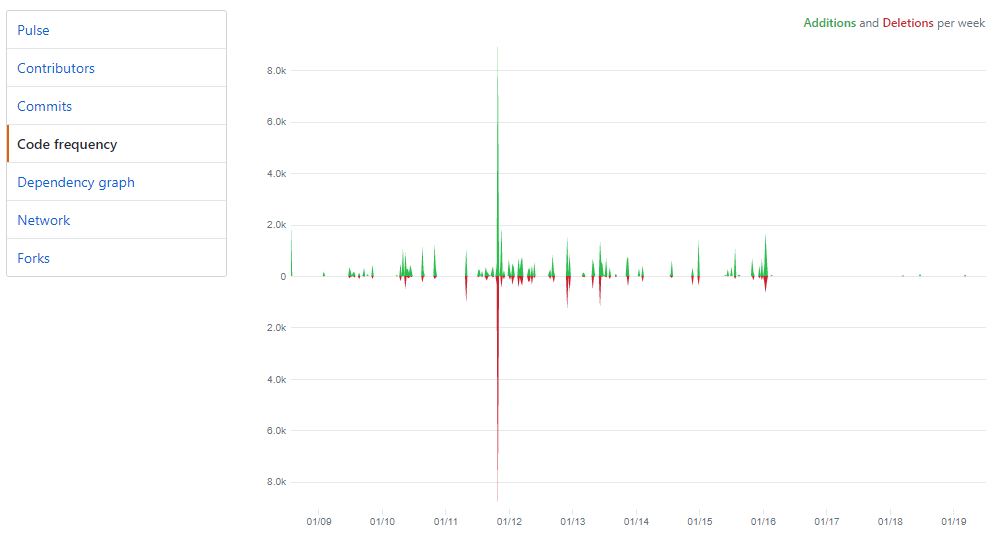 Pulse
Contributors
Commits
Code frequency
Dependency graph
Network
Forks
Additions and Deletions per week
8.0k
6.0k
4.0k
2.0k
0
2.0k
4.0k
6.0k
8.0k
01/09 01/10 01/11 01/12 01/13 01/14 01/15 01/16 01/17 01/18 01/19